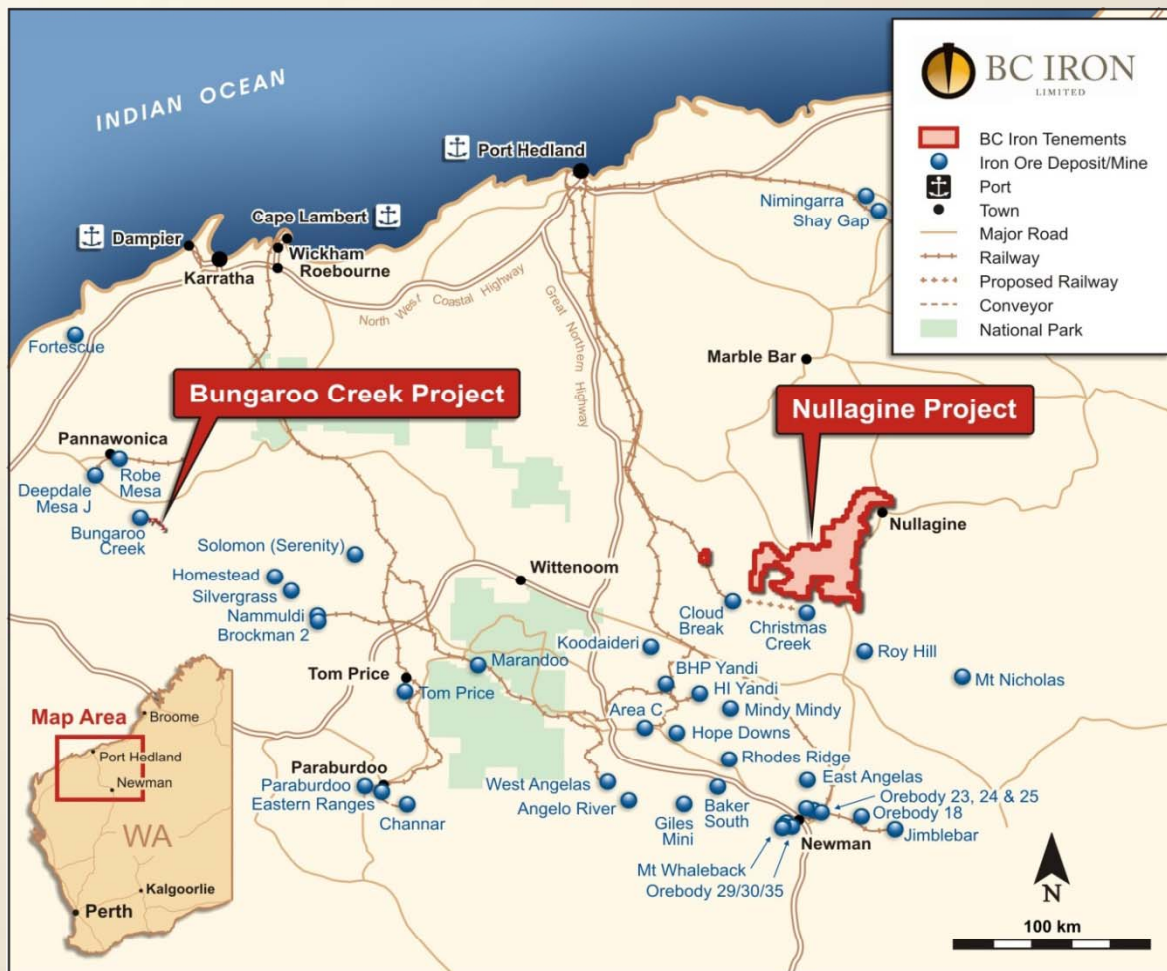 INDIAN OCEAN
BC IRON
LIMITED
BC Iron Tenements
Iron Ore Deposit/Mine
Port
Town
Major Road
Railway
Proposed Railway
Conveyor
National Park
Port Hedland
Nimingarra
Shay Gap
Cape Lambert
Dampier
Wickham
Roebourne
Karratha
North West Coastal Highway
Great Northern Highway
Fortescue
Marble Bar
Bungaroo Creek Project
Nullagine Project
Pannawonica
Robe
Mesa
Deepdale
Mesa J
Bungaroo
Creek
Nullagine
Solomon (Serenity)
Homestead
Silvergrass
Nammuldi
Brockman 2
Wittenoom
Cloud
Break
Christmas
Creek
Koodaideri
Roy Hill
Mt Nicholas
Marandoo
BHP Yandi
HI Yandi
Mindy Mindy
Tom Price
Tom Price
Area C
Hope Downs
Rhodes Ridge
Paraburdoo
Paraburdoo
Eastern Ranges
Channar
West Angelas
Angelo River
Giles
Mini
Baker
South
East Angelas
Orebody 23, 24 & 25
Orebody 18
Jimblebar
Newman
Mt Whaleback
Orebody 29/30/35
Map Area
Broome
Port Hedland
Newman
WA
Kalgoorlie
Perth
N
100 km